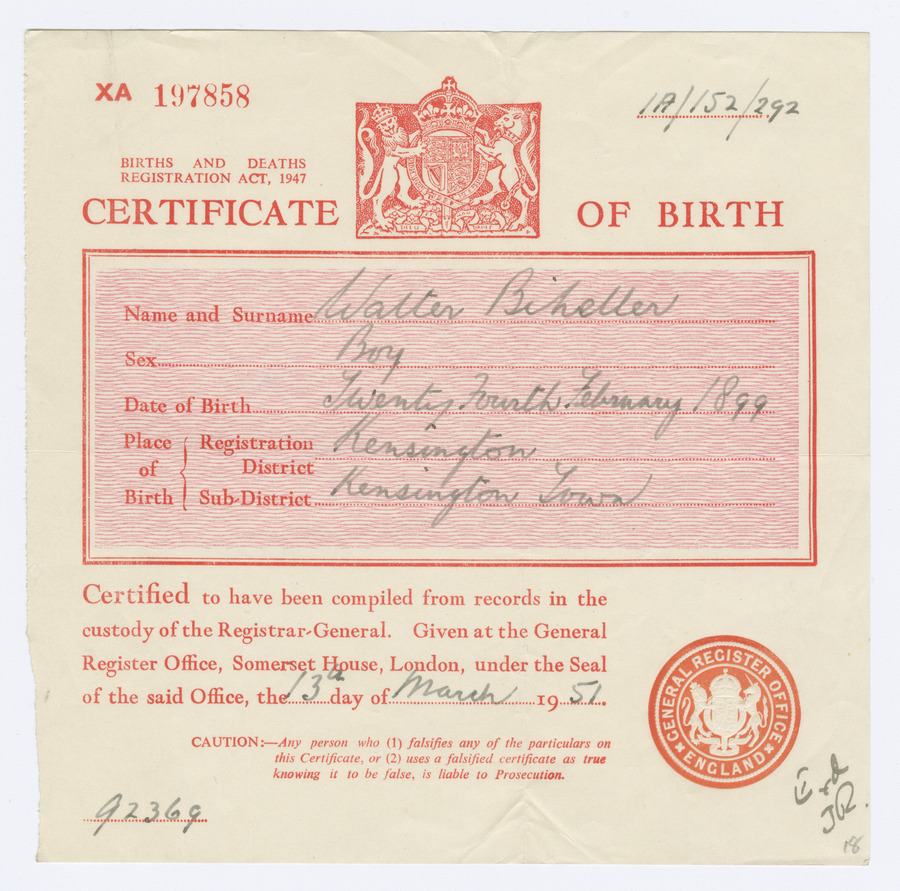 XA 197858
1A/152/292
BIRTHS AND DEATHS
REGISTRATION ACT, 1947
CERTIFICATE OF BIRTH
Name and Surname Walter Biheller
Sex Boy
Date of Birth Twenty Fourth February 1899
Place of Birth { Registration District Kensington
Sub-District Kensington Town
Certified to have been compiled from records in the
custody of the Registrar-General. Given at the General
Register Office, Somerset House, London, under the Seal
of the said Office, the 13th day of March 1951.
GENERAL REGISTER OFFICE
ENGLAND
CAUTION:—Any person who (1) falsifies any of the particulars on
this Certificate, or (2) uses a falsified certificate as true
knowing it to be false, is liable to Prosecution.
92369
JR.
18